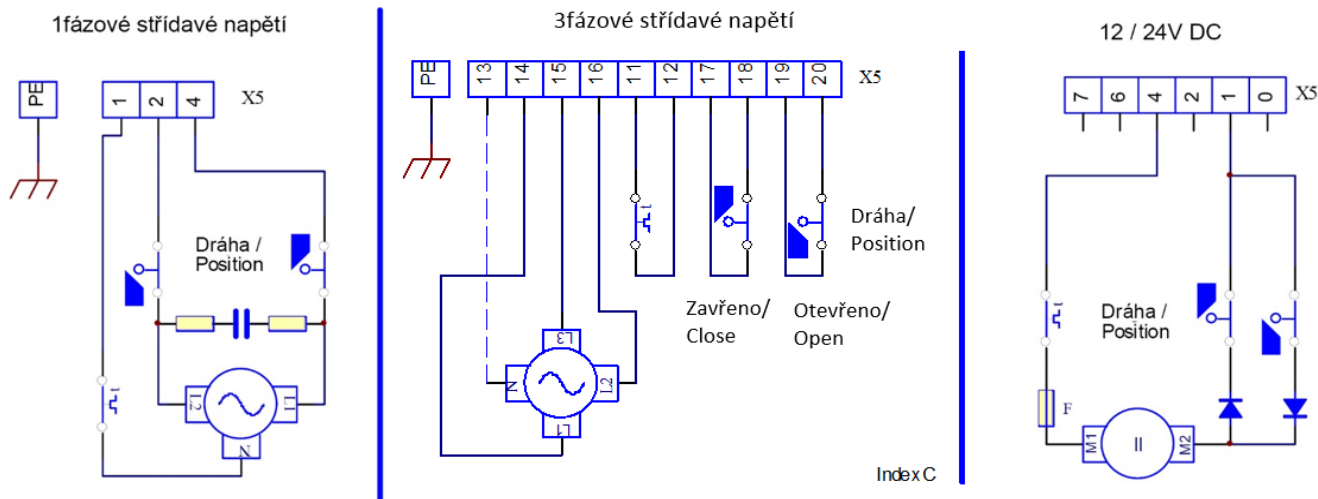 1fázové střídavé napětí
PE
1 2 4 X5
Dráha /
Position
t
L2 L1
N
3fázové střídavé napětí
PE
13 14 15 16 11 12 17 18 19 20 X5
t
Dráha/
Position
Zavřeno/
Close
Otevřeno/
Open
L3
N L2
L1
Index C
12 / 24V DC
7 6 4 2 1 0 X5
t
Dráha /
Position
F
M1 II M2